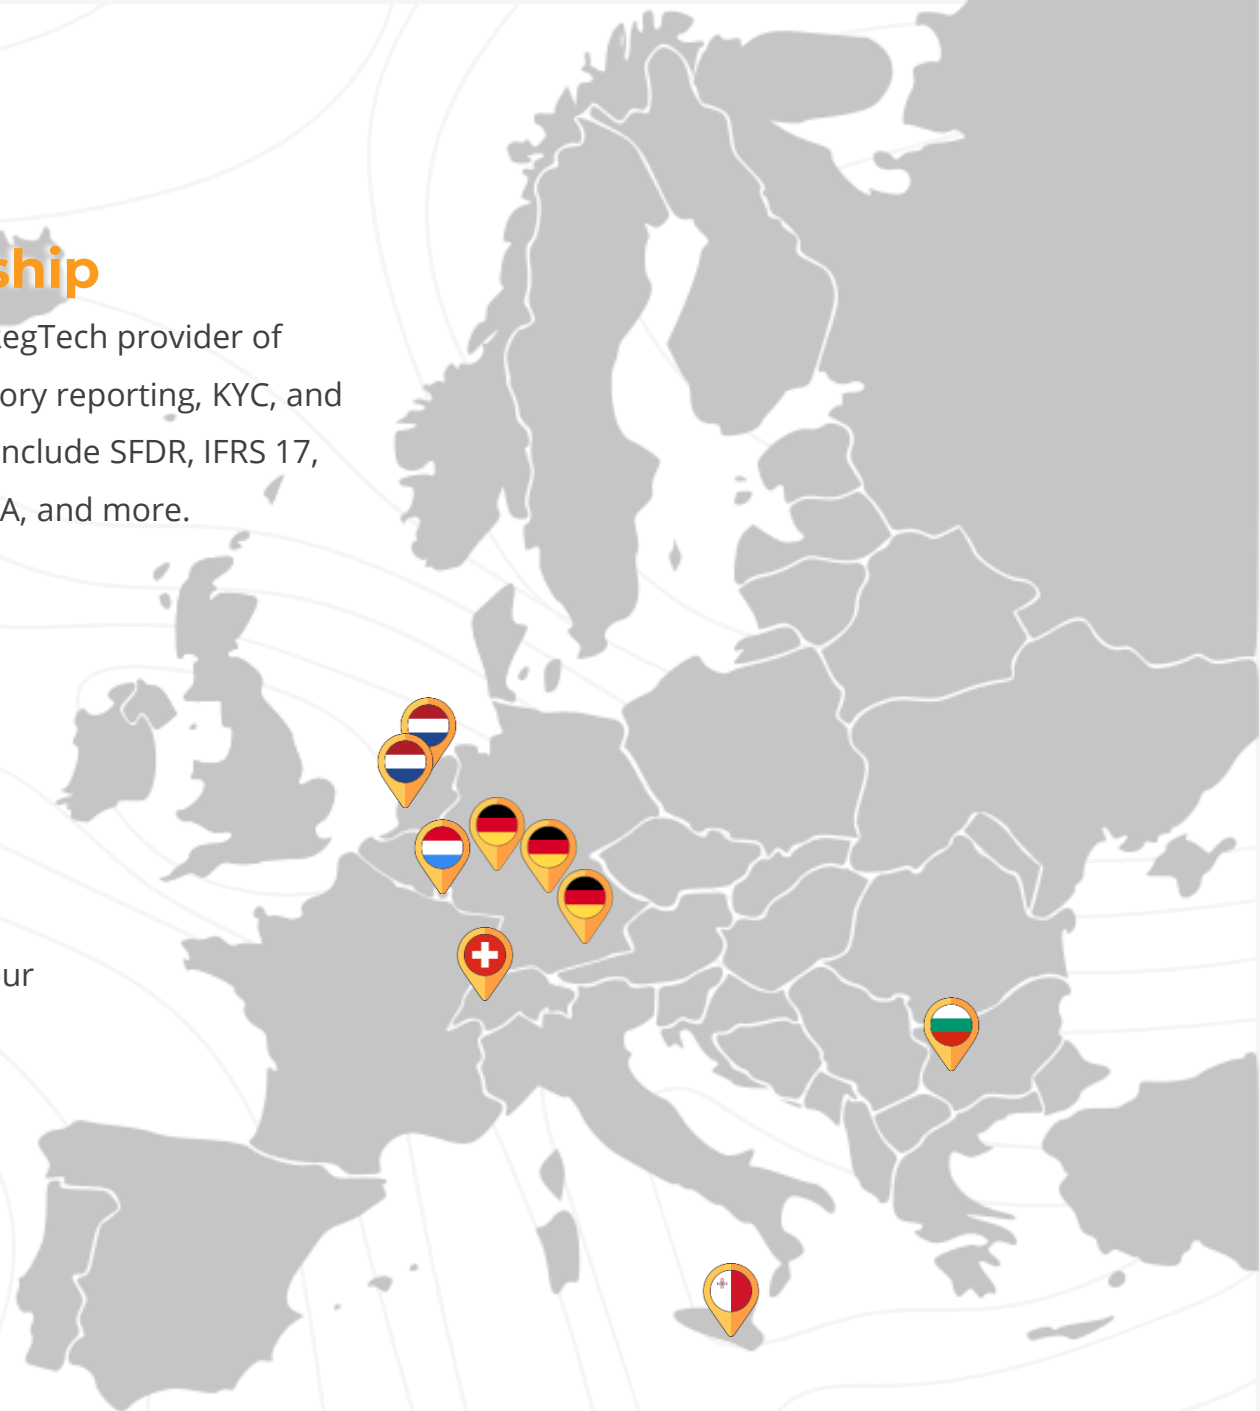 ship
egTech provider of
ory reporting, KYC, and
nclude SFDR, IFRS 17,
A, and more.
ur